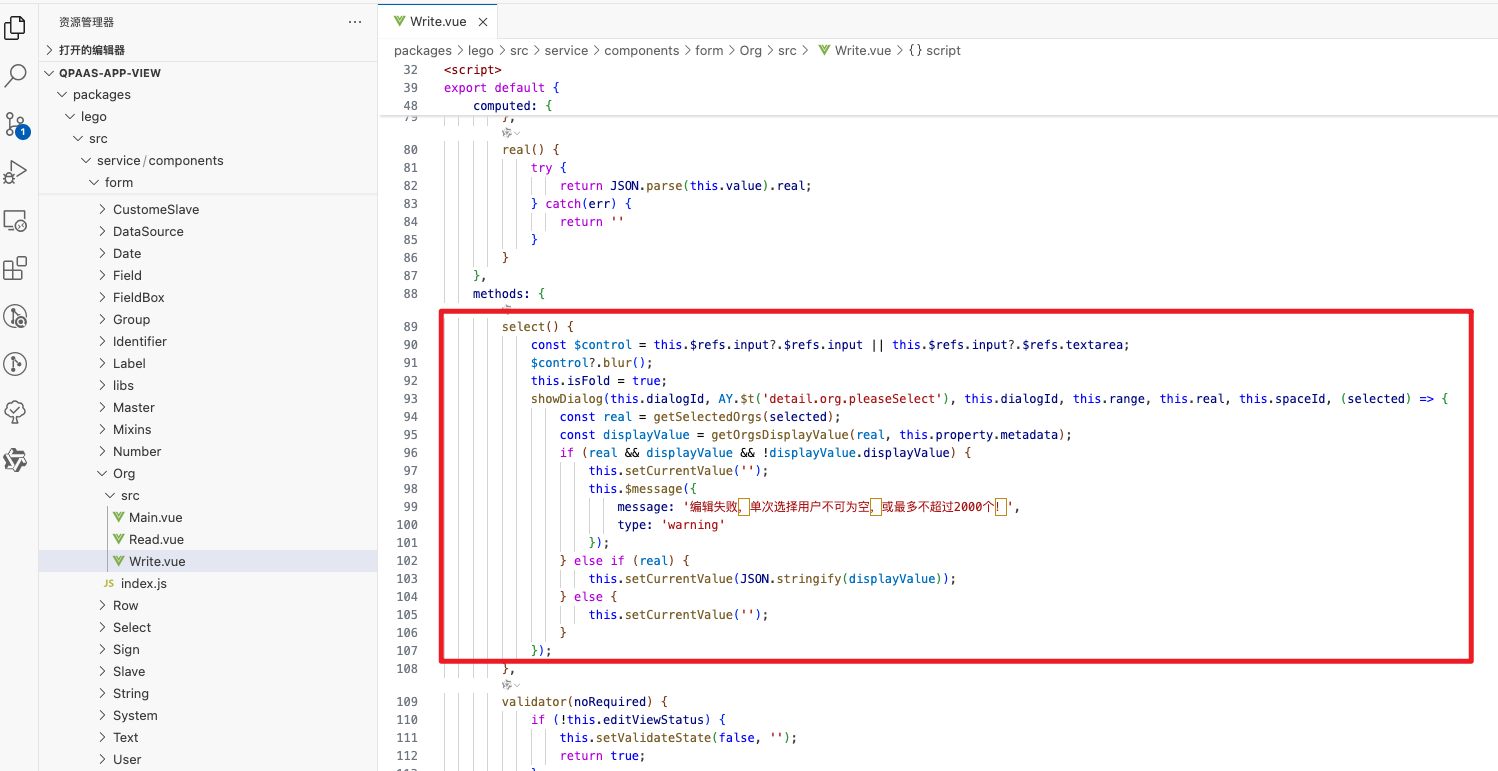 资源管理器
···
打开的编辑器
QPAAS-APP-VIEW
packages
lego
src
service/components
form
CustomeSlave
DataSource
Date
Field
FieldBox
Group
Identifier
Label
libs
Master
Mixins
Number
Org
src
Main.vue
Read.vue
Write.vue
JS index.js
Row
Select
Sign
Slave
String
System
Text
User
1
Write.vue
packages > lego > src > service > components > form > Org > src > Write.vue > {} script
32 <script>
39 export default {
48 computed: {
79 },
80 real() {
81 try {
82 return JSON.parse(this.value).real;
83 } catch(err) {
84 return ''
85 }
86 }
87 },
88 methods: {
89 select() {
90 const $control = this.$refs.input?.$refs.input || this.$refs.input?.$refs.textarea;
91 $control?.blur();
92 this.isFold = true;
93 showDialog(this.dialogId, AY.$t('detail.org.pleaseSelect'), this.dialogId, this.range, this.real, this.spaceId, (selected) => {
94 const real = getSelectedOrgs(selected);
95 const displayValue = getOrgsDisplayValue(real, this.property.metadata);
96 if (real && displayValue && !displayValue.displayValue) {
97 this.setCurrentValue('');
98 this.$message({
99 message: '编辑失败，单次选择用户不可为空，或最多不超过2000个！',
100 type: 'warning'
101 });
102 } else if (real) {
103 this.setCurrentValue(JSON.stringify(displayValue));
104 } else {
105 this.setCurrentValue('');
106 }
107 });
108 },
109 validator(noRequired) {
110 if (!this.editViewStatus) {
111 this.setValidateState(false, '');
112 return true;